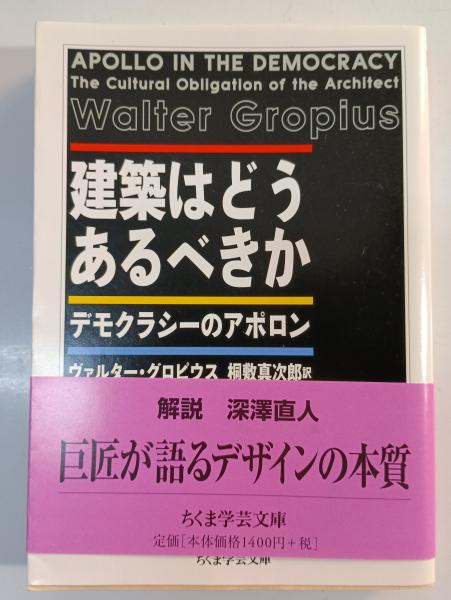 APOLLO IN THE DEMOCRACY
The Cultural Obligation of the Architect
Walter Gropius
建築はどう
あるべきか
デモクラシーのアポロン
ヴァルター・グロピウス 桐敷真次郎訳
解説 深澤直人
巨匠が語るデザインの本質
ちくま学芸文庫
定価[本体価格1400円+税]
ちくま学芸文庫